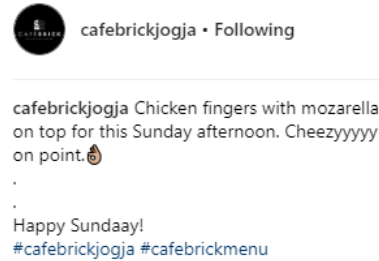 cafebrickjogja • Following
CAFEBRICK
cafebrickjogja Chicken fingers with mozarella
on top for this Sunday afternoon. Cheezyyyyy
on point.👌🏽
.
.
Happy Sundaay!
#cafebrickjogja #cafebrickmenu